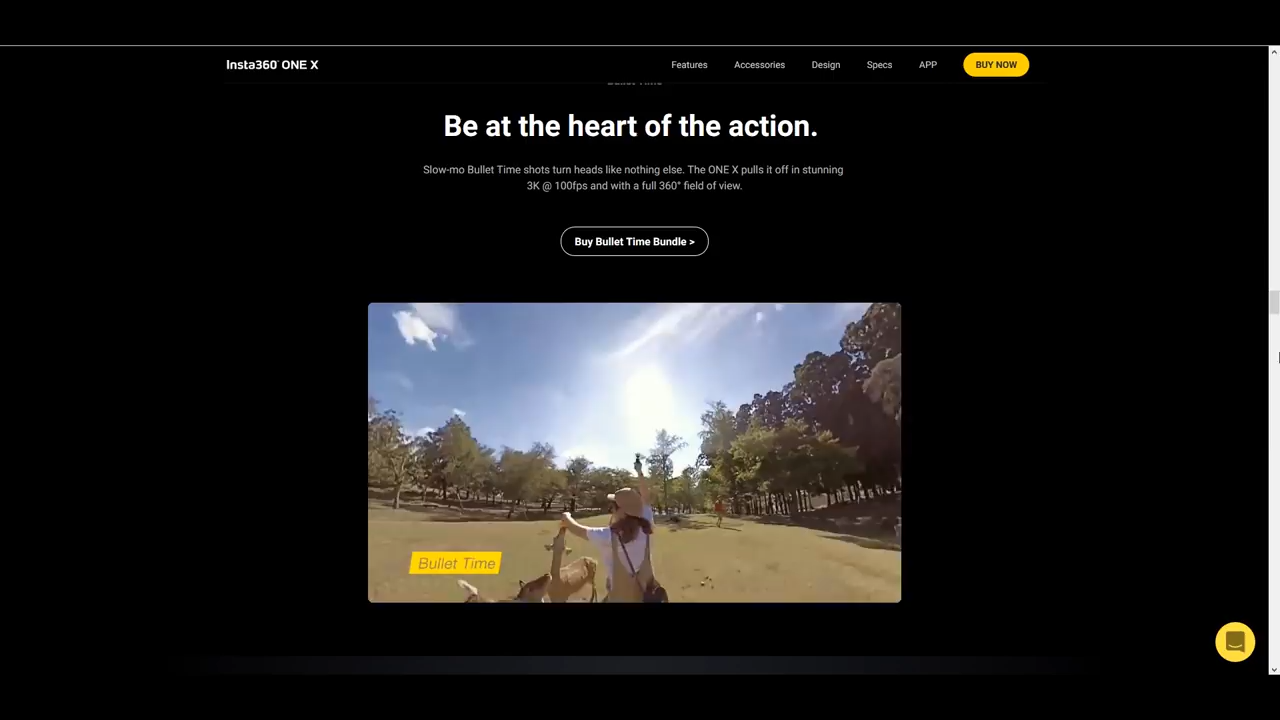 Insta360 ONE X
Features
Accessories
Design
Specs
APP
BUY NOW
Bullet Time
Be at the heart of the action.
Slow-mo Bullet Time shots turn heads like nothing else. The ONE X pulls it off in stunning
3K @ 100fps and with a full 360° field of view.
Buy Bullet Time Bundle >
Bullet Time